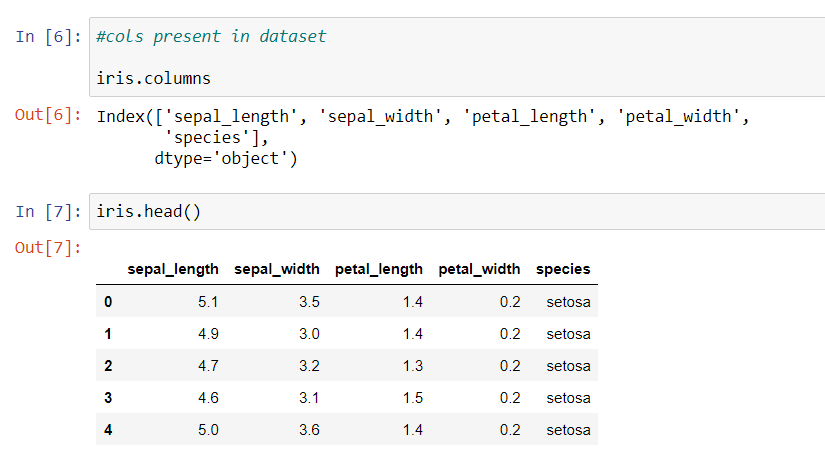 In [6]: #cols present in dataset
iris.columns
Out[6]: Index(['sepal_length', 'sepal_width', 'petal_length', 'petal_width',
'species'],
dtype='object')
In [7]: iris.head()
Out[7]:
sepal_length sepal_width petal_length petal_width species
0 5.1 3.5 1.4 0.2 setosa
1 4.9 3.0 1.4 0.2 setosa
2 4.7 3.2 1.3 0.2 setosa
3 4.6 3.1 1.5 0.2 setosa
4 5.0 3.6 1.4 0.2 setosa